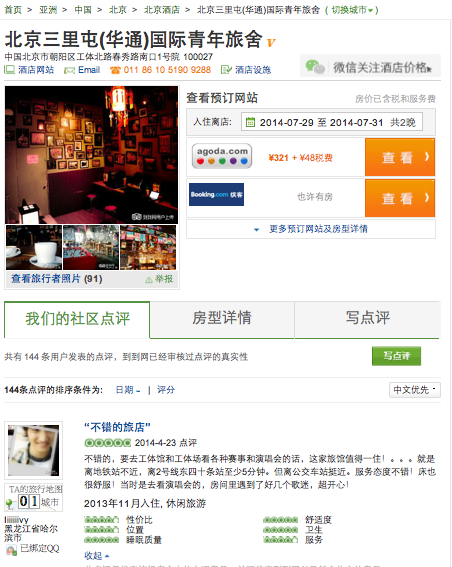 首页 > 亚洲 > 中国 > 北京 > 北京酒店 > 北京三里屯(华通)国际青年旅舍 ( 切换城市 )
北京三里屯(华通)国际青年旅舍
中国北京市朝阳区工体北路春秀路南口1号院 100027
酒店网站 Email 011 86 10 5190 9288 酒店设施
微信关注酒店价格
到到网用户上传
查看旅行者照片 (91) 举报
查看预订网站 房价已含税和服务费
入住离店: 2014-07-29 至 2014-07-31 共2晚
agoda.com ¥321 + ¥48税费 查 看
Booking.com 缤客 也许有房 查 看
更多预订网站及房型详情
我们的社区点评 房型详情 写点评
共有 144 条用户发表的点评，到到网已经审核过点评的真实性 写点评
144条点评的排序条件为: 日期 | 评分 中文优先
“不错的旅店”
2014-4-23 点评
不错的，要去工体馆和工体场看各种赛事和演唱会的话，这家旅馆值得一住！。。。就是
离地铁站不近，离2号线东四十条站至少5分钟。但离公交车站挺近。服务态度不错！床也
很舒服！当时是去看演唱会的，房间里遇到了好几个歌迷，超开心！
2013年11月入住, 休闲旅游
性价比 舒适度
位置 卫生
睡眠质量 服务
收起
TA的旅行地图
01 城市
黑龙江省哈尔
滨市
已绑定QQ